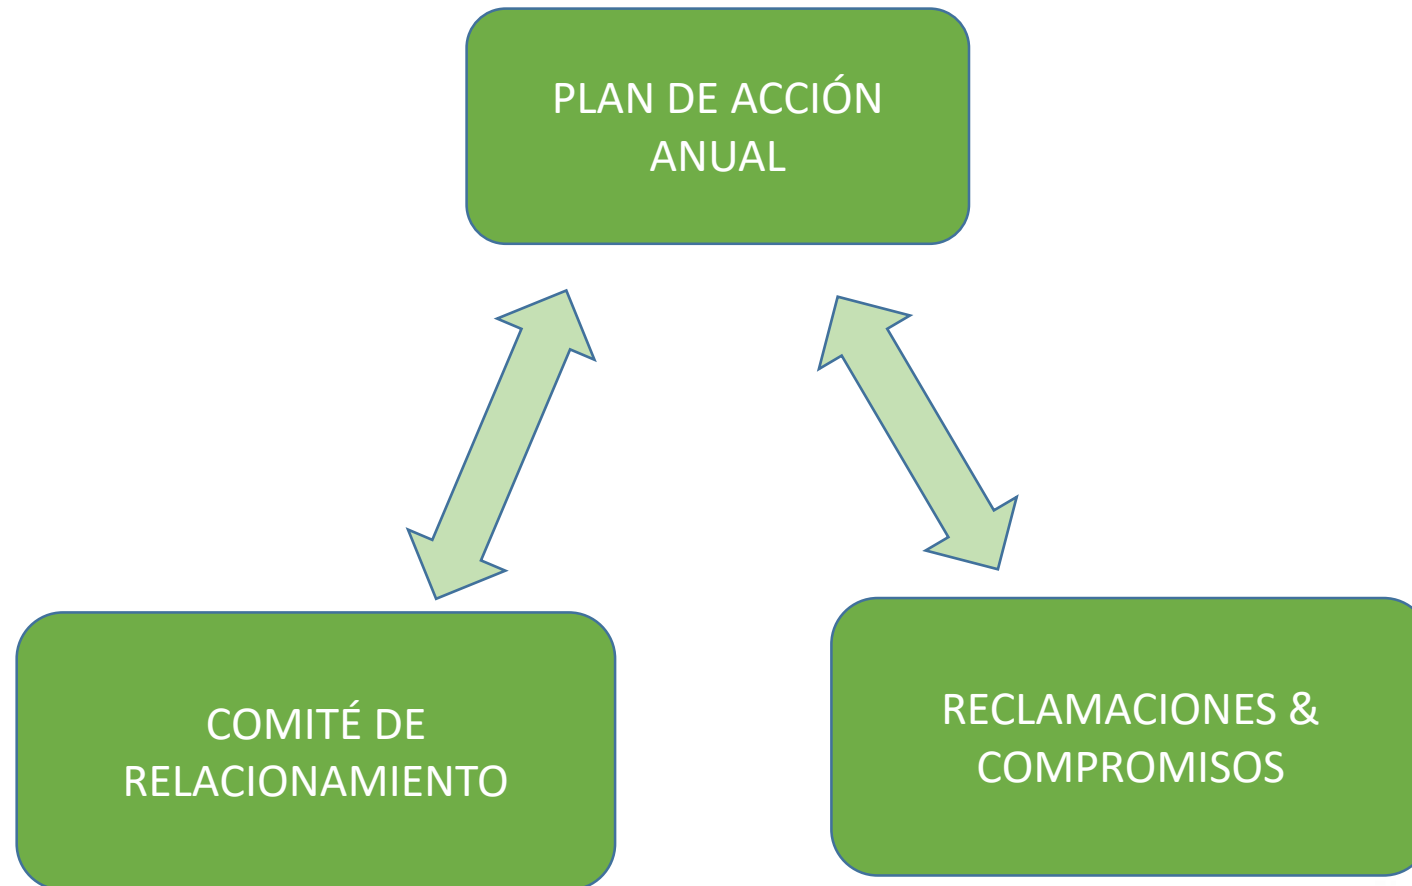 PLAN DE ACCIÓN
ANUAL
COMITÉ DE
RELACIONAMIENTO
RECLAMACIONES &
COMPROMISOS